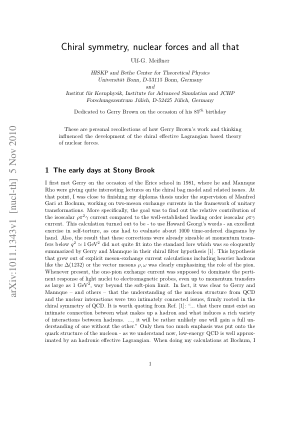 Chiral symmetry, nuclear forces and all that
Ulf-G. Meißner
HISKP and Bethe Center for Theoretical Physics
Universität Bonn, D-53115 Bonn, Germany
and
Institut für Kernphysik, Institute for Advanced Simulation and JCHP
Forschungszentrum Jülich, D-52425 Jülich, Germany
Dedicated to Gerry Brown on the occasion of his 85th birthday
These are personal recollections of how Gerry Brown's work and thinking
influenced the development of the chiral effective Lagrangian based theory
of nuclear forces.
1 The early days at Stony Brook
I first met Gerry on the occasion of the Erice school in 1981, where he and Mannque
Rho were giving quite interesting lectures on the chiral bag model and related issues. At
that point, I was close to finishing my diploma thesis under the supervision of Manfred
Gari at Bochum, working on two-meson exchange currents in the framework of unitary
transformations. More specifically, the goal was to find out the relative contribution of
the isoscalar ρπ²γ current compared to the well-established leading order isoscalar ρπγ
current. This calculation turned out to be - to use Howard Georgi's words - an excellent
exercise in self-torture, as one had to evaluate about 1000 time-ordered diagrams by
hand. Also, the result that these corrections were already sizeable at momentum trans-
fers below q² ≃ 1 GeV² did not quite fit into the standard lore which was so eloquently
summarized by Gerry and Mannque in their chiral filter hypothesis [1]. This hypothesis
that grew out of explicit meson-exchange current calculations including heavier hadrons
like the Δ(1232) or the vector mesons ρ, ω was clearly emphasizing the role of the pion.
Whenever present, the one-pion exchange current was supposed to dominate the perti-
nent response of light nuclei to electromagnetic probes, even up to momentum transfers
as large as 1 GeV², way beyond the soft-pion limit. In fact, it was clear to Gerry and
Mannque - and others - that the understanding of the nucleon structure from QCD
and the nuclear interactions were two intimately connected issues, firmly rooted in the
chiral symmetry of QCD. It is worth quoting from Ref. [1]: "... that there must exist an
intimate connection between what makes up a hadron and what induces a rich variety
of interactions between hadrons. ..., it will be rather unlikely one will gain a full un-
derstanding of one without the other." Only then too much emphasis was put onto the
quark structure of the nucleon - as we understand now, low-energy QCD is well approx-
imated by an hadronic effective Lagrangian. When doing my calculations at Bochum, I
1
arXiv:1011.1343v1 [nucl-th] 5 Nov 2010